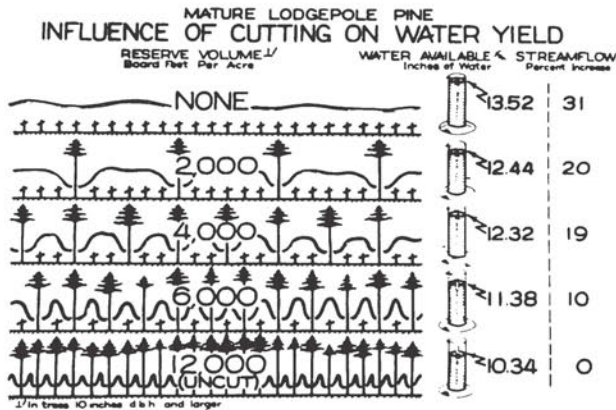 MATURE LODGEPOLE PINE
INFLUENCE OF CUTTING ON WATER YIELD
RESERVE VOLUME 1/ WATER AVAILABLE & STREAMFLOW
Board Feet Per Acre Inches of Water Percent Increase
NONE 13.52 31
2,000 12.44 20
4,000 12.32 19
6,000 11.38 10
12,000 10.34 0
(UNCUT)
1/ In trees 10 inches d b h and larger